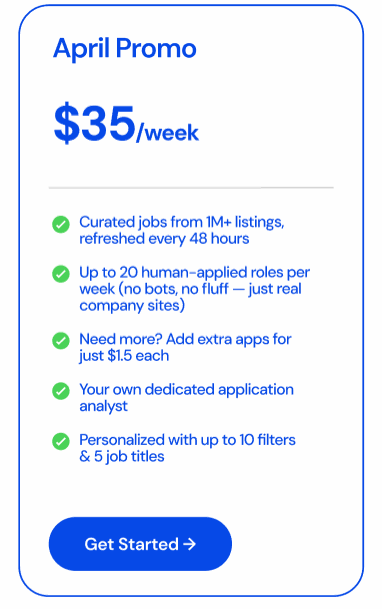 April Promo
$35/week
Curated jobs from 1M+ listings,
refreshed every 48 hours
Up to 20 human-applied roles per
week (no bots, no fluff — just real
company sites)
Need more? Add extra apps for
just $1.5 each
Your own dedicated application
analyst
Personalized with up to 10 filters
& 5 job titles
Get Started →